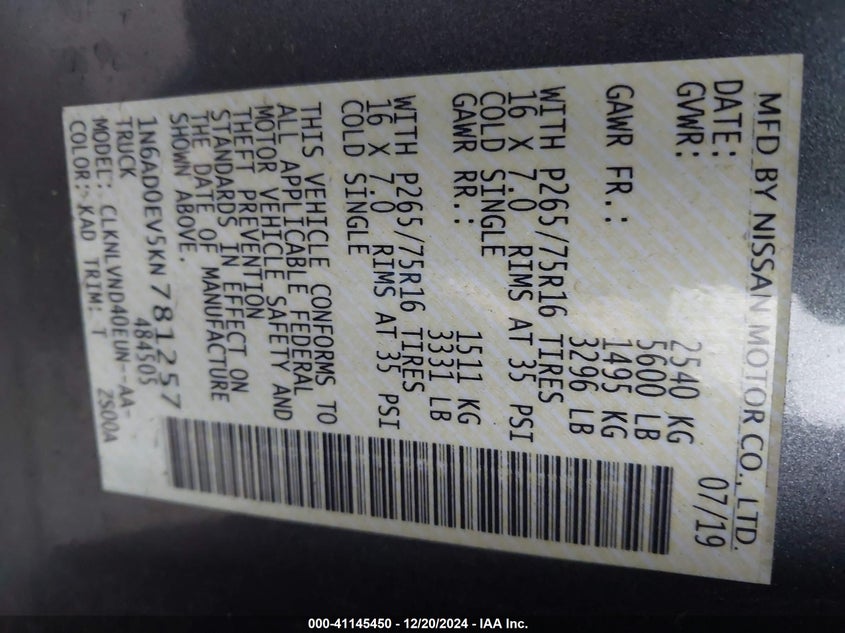 MFD BY NISSAN MOTOR CO., LTD.
DATE: 07/19
GVWR: 2540 KG
5600 LB
GAWR FR.: 1495 KG
3296 LB
WITH P265/75R16 TIRES
16 X 7.0 RIMS AT 35 PSI
COLD SINGLE
GAWR RR.: 1511 KG
3331 LB
WITH P265/75R16 TIRES
16 X 7.0 RIMS AT 35 PSI
COLD SINGLE
THIS VEHICLE CONFORMS TO
ALL APPLICABLE FEDERAL
MOTOR VEHICLE SAFETY AND
THEFT PREVENTION
STANDARDS IN EFFECT ON
THE DATE OF MANUFACTURE
SHOWN ABOVE.
1N6AD0EV5KN781257
TRUCK 484505
MODEL: CLKNLVND40EUN--AA-
COLOR: KAD TRIM: T ZS00A
000-41145450 - 12/20/2024 - IAA Inc.